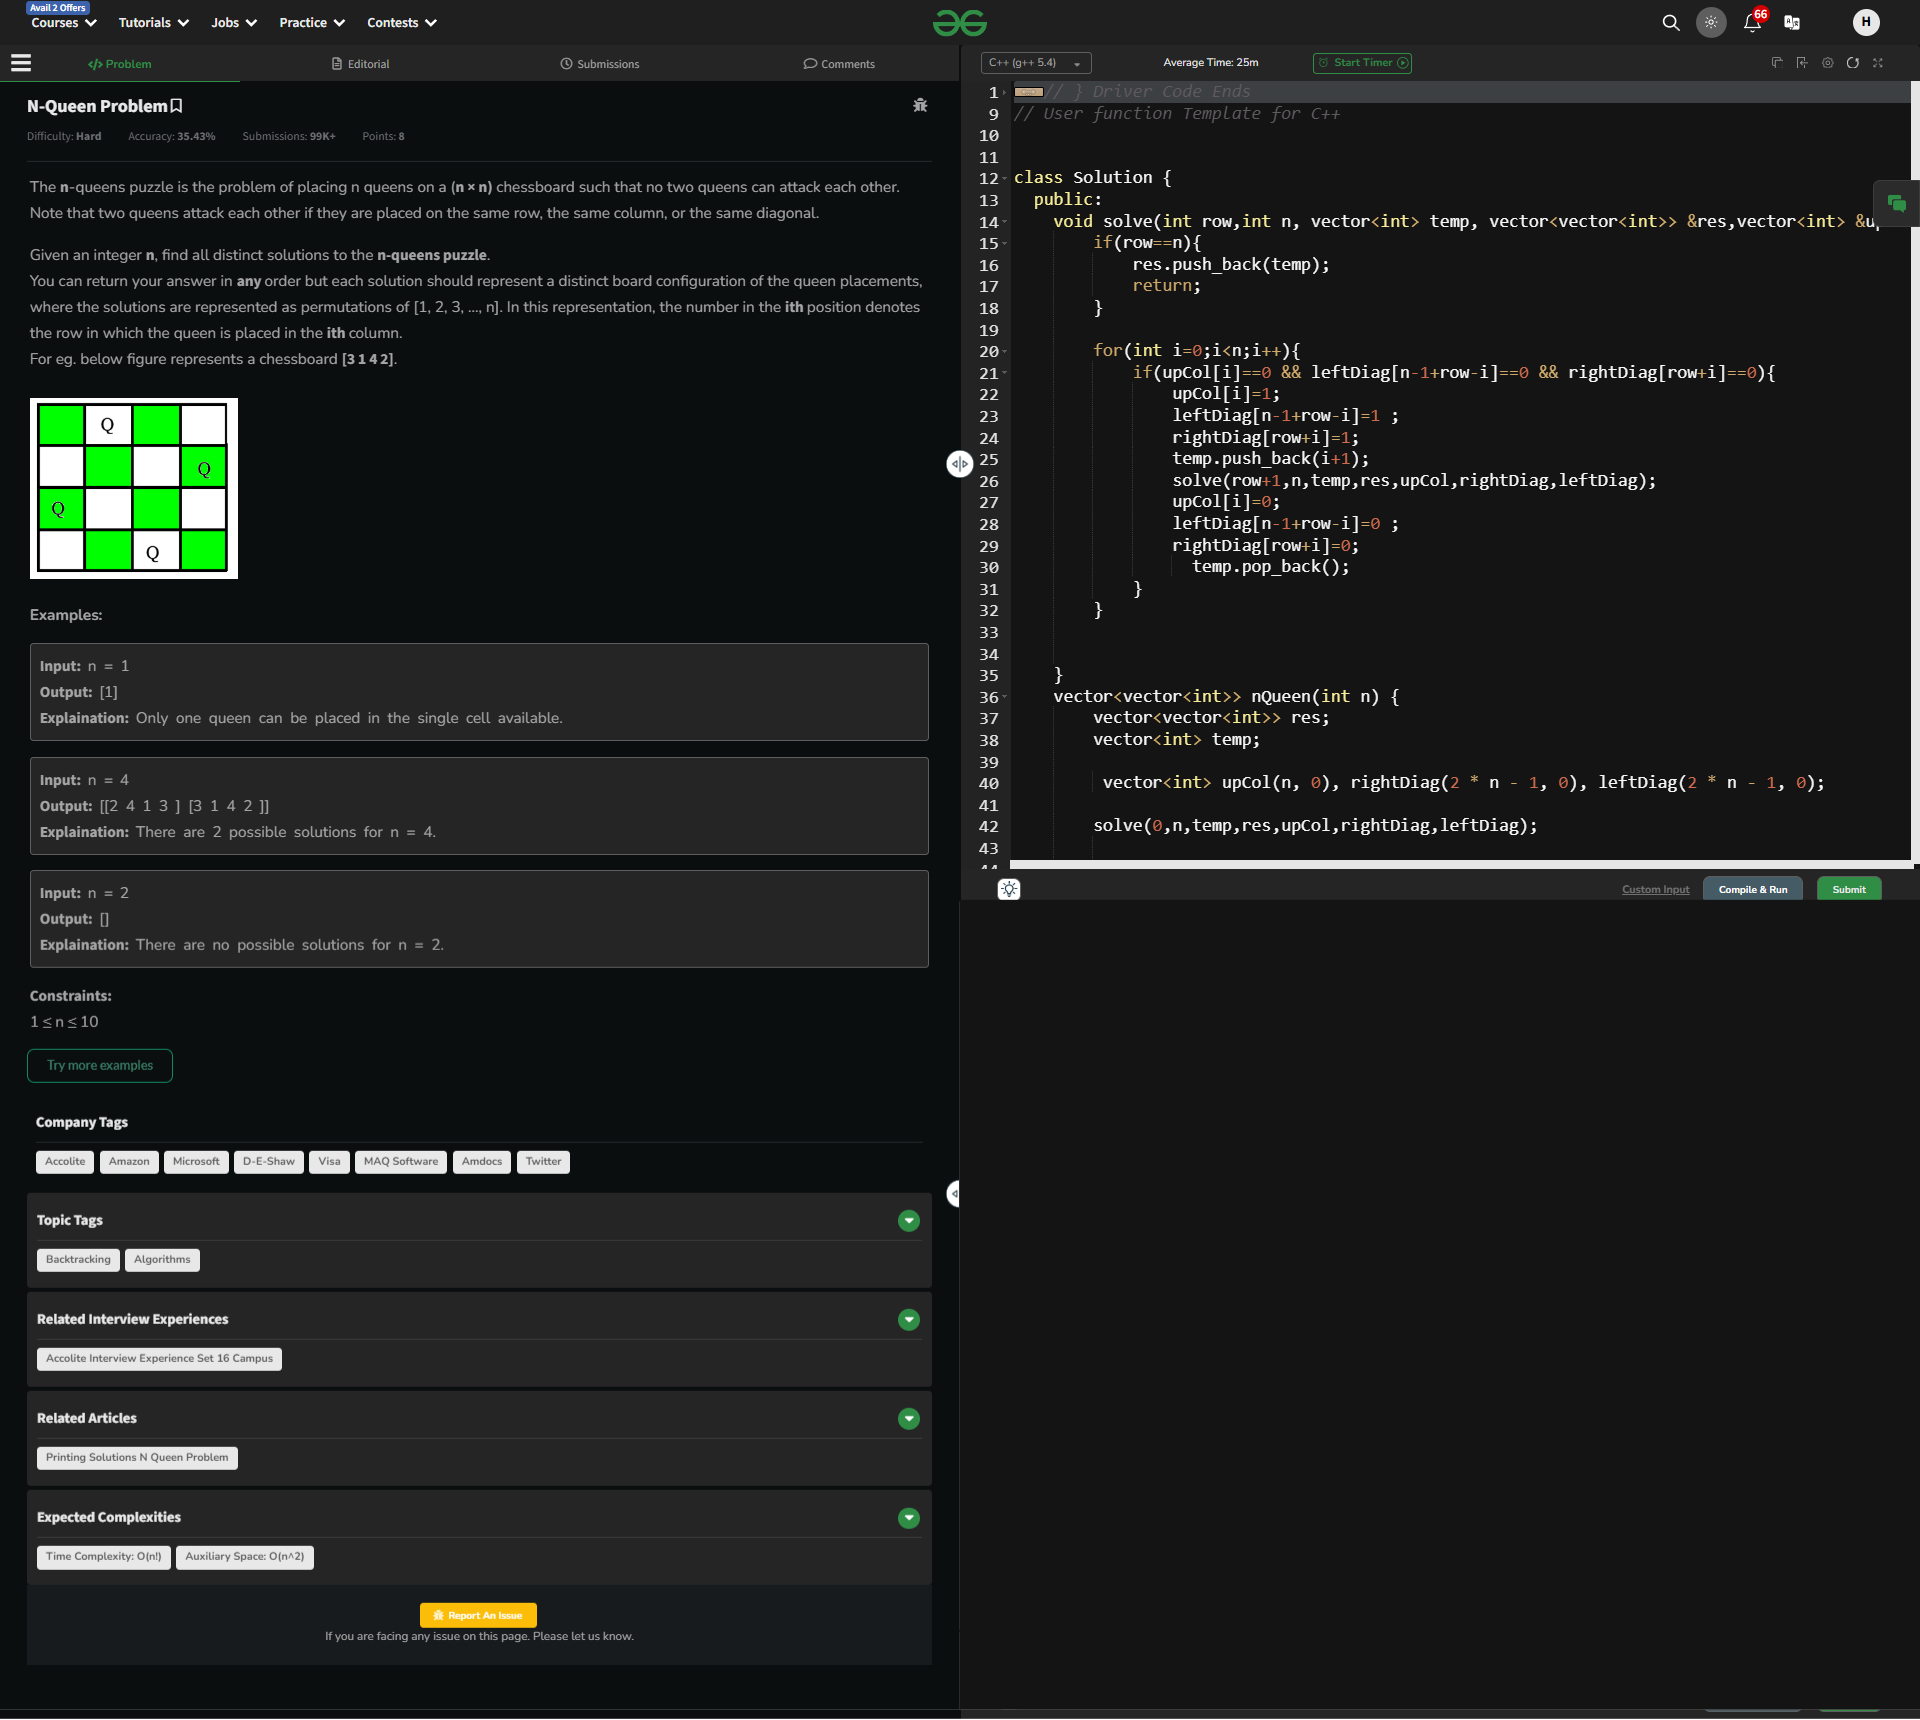 Avail 2 Offers
Courses Tutorials Jobs Practice Contests
66
H
Problem Editorial Submissions Comments
N-Queen Problem
Difficulty: Hard Accuracy: 35.43% Submissions: 99K+ Points: 8
The n-queens puzzle is the problem of placing n queens on a (n × n) chessboard such that no two queens can attack each other.
Note that two queens attack each other if they are placed on the same row, the same column, or the same diagonal.
Given an integer n, find all distinct solutions to the n-queens puzzle.
You can return your answer in any order but each solution should represent a distinct board configuration of the queen placements,
where the solutions are represented as permutations of [1, 2, 3, ..., n]. In this representation, the number in the ith position denotes
the row in which the queen is placed in the ith column.
For eg. below figure represents a chessboard [3 1 4 2].
Q
Q
Q
Q
Examples:
Input: n = 1
Output: [1]
Explaination: Only one queen can be placed in the single cell available.
Input: n = 4
Output: [[2 4 1 3 ] [3 1 4 2 ]]
Explaination: There are 2 possible solutions for n = 4.
Input: n = 2
Output: []
Explaination: There are no possible solutions for n = 2.
Constraints:
1 ≤ n ≤ 10
Try more examples
Company Tags
Accolite Amazon Microsoft D-E-Shaw Visa MAQ Software Amdocs Twitter
Topic Tags
Backtracking Algorithms
Related Interview Experiences
Accolite Interview Experience Set 16 Campus
Related Articles
Printing Solutions N Queen Problem
Expected Complexities
Time Complexity: O(n!) Auxiliary Space: O(n^2)
Report An Issue
If you are facing any issue on this page. Please let us know.
C++ (g++ 5.4) Average Time: 25m Start Timer
1 // } Driver Code Ends
9 // User function Template for C++
10
11
12 class Solution {
13 public:
14 void solve(int row,int n, vector<int> temp, vector<vector<int>> &res,vector<int> &u
15 if(row==n){
16 res.push_back(temp);
17 return;
18 }
19
20 for(int i=0;i<n;i++){
21 if(upCol[i]==0 && leftDiag[n-1+row-i]==0 && rightDiag[row+i]==0){
22 upCol[i]=1;
23 leftDiag[n-1+row-i]=1 ;
24 rightDiag[row+i]=1;
25 temp.push_back(i+1);
26 solve(row+1,n,temp,res,upCol,rightDiag,leftDiag);
27 upCol[i]=0;
28 leftDiag[n-1+row-i]=0 ;
29 rightDiag[row+i]=0;
30 temp.pop_back();
31 }
32 }
33
34
35 }
36 vector<vector<int>> nQueen(int n) {
37 vector<vector<int>> res;
38 vector<int> temp;
39
40 vector<int> upCol(n, 0), rightDiag(2 * n - 1, 0), leftDiag(2 * n - 1, 0);
41
42 solve(0,n,temp,res,upCol,rightDiag,leftDiag);
43
Custom Input Compile & Run Submit